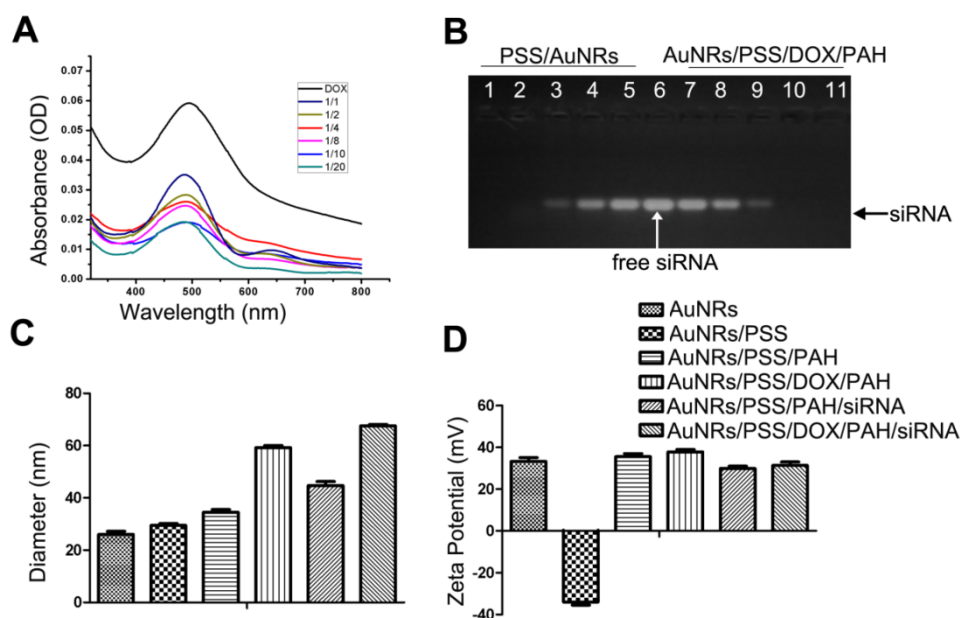 A
Absorbance (OD)
0.07
0.06
0.05
0.04
0.03
0.02
0.01
0.00
400 500 600 700 800
Wavelength (nm)
DOX
1/1
1/2
1/4
1/8
1/10
1/20
B
PSS/AuNRs AuNRs/PSS/DOX/PAH
1 2 3 4 5 6 7 8 9 10 11
siRNA
free siRNA
C
Diameter (nm)
80
60
40
20
0
D
AuNRs
AuNRs/PSS
AuNRs/PSS/PAH
AuNRs/PSS/DOX/PAH
AuNRs/PSS/PAH/siRNA
AuNRs/PSS/DOX/PAH/siRNA
Zeta Potential (mV)
60
40
20
0
-20
-40